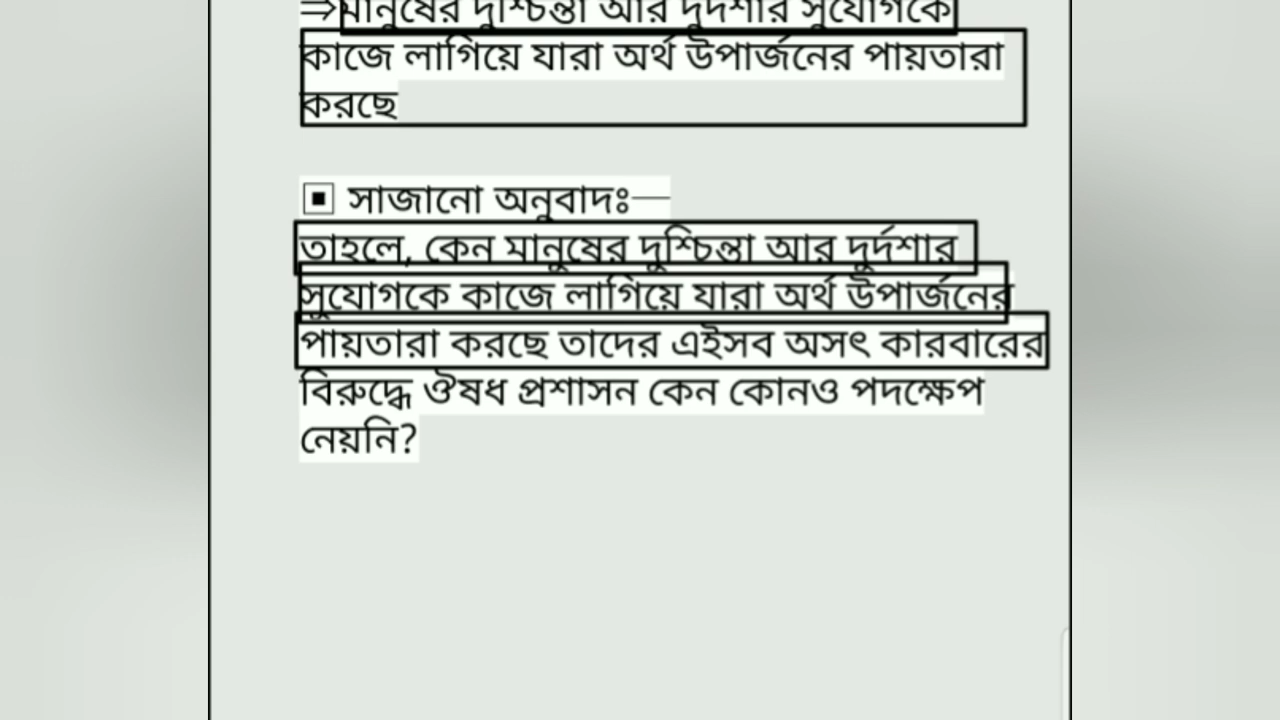 ⇒মানুষের দুশ্চিন্তা আর দুর্দশার সুযোগকে
কাজে লাগিয়ে যারা অর্থ উপার্জনের পায়তারা
করছে
▣ সাজানো অনুবাদঃ—
তাহলে, কেন মানুষের দুশ্চিন্তা আর দুর্দশার
সুযোগকে কাজে লাগিয়ে যারা অর্থ উপার্জনের
পায়তারা করছে তাদের এইসব অসৎ কারবারের
বিরুদ্ধে ঔষধ প্রশাসন কেন কোনও পদক্ষেপ
নেয়নি?